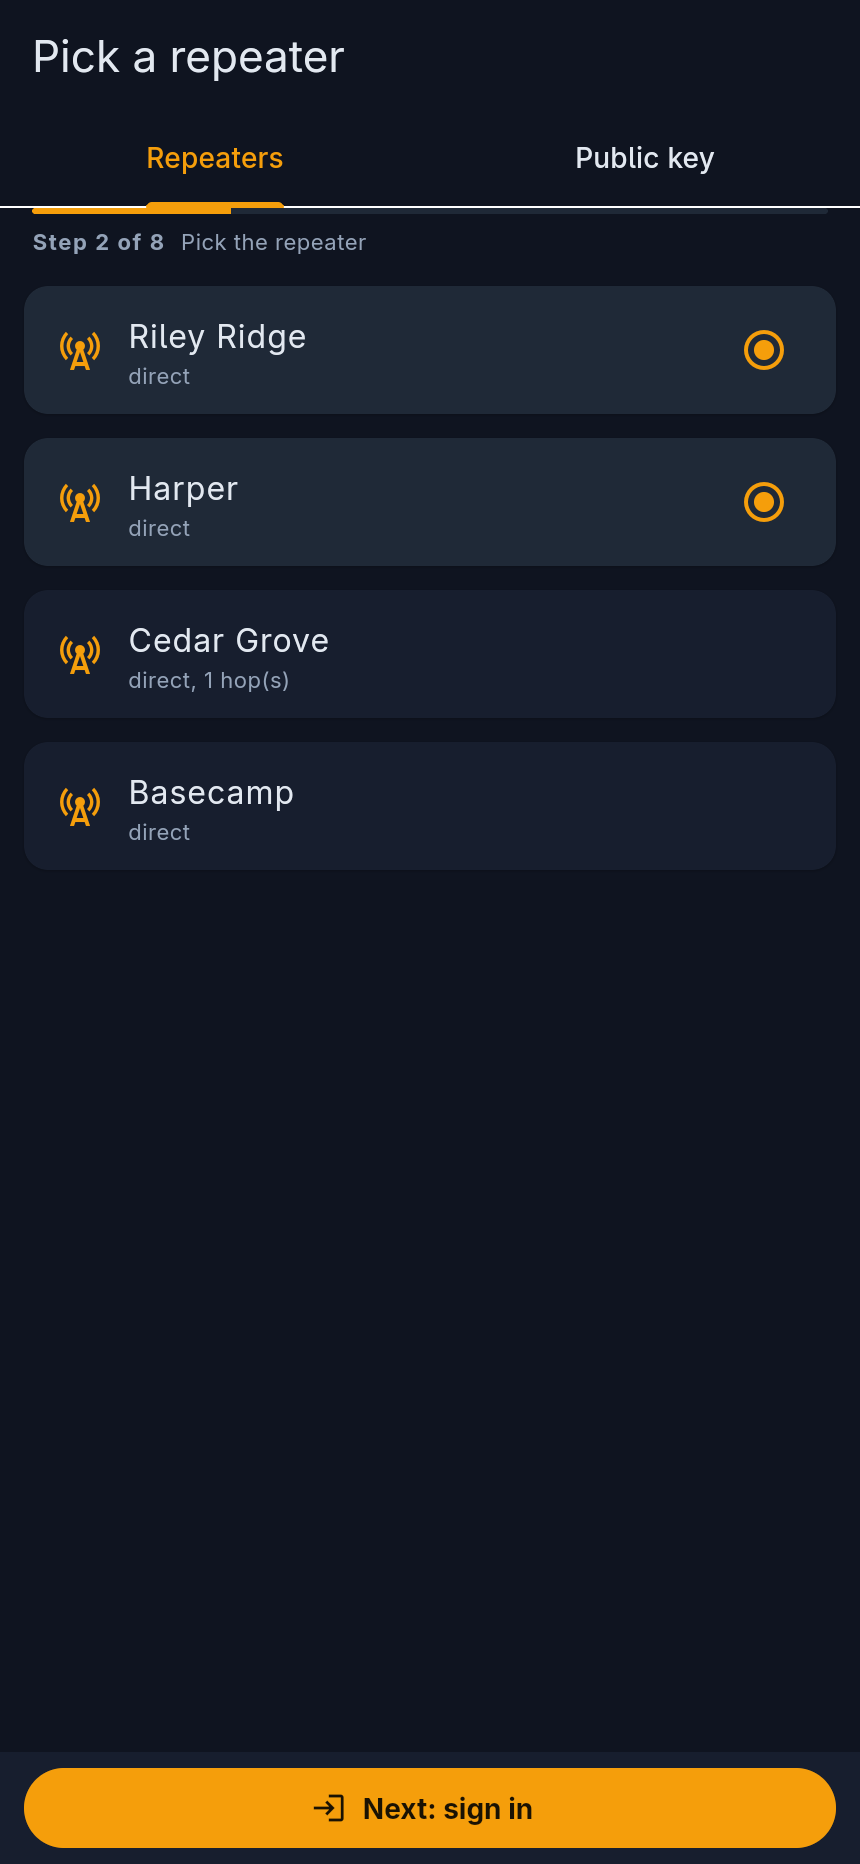 Pick a repeater
Repeaters
Public key
Step 2 of 8 Pick the repeater
Riley Ridge
direct
Harper
direct
Cedar Grove
direct, 1 hop(s)
Basecamp
direct
Next: sign in